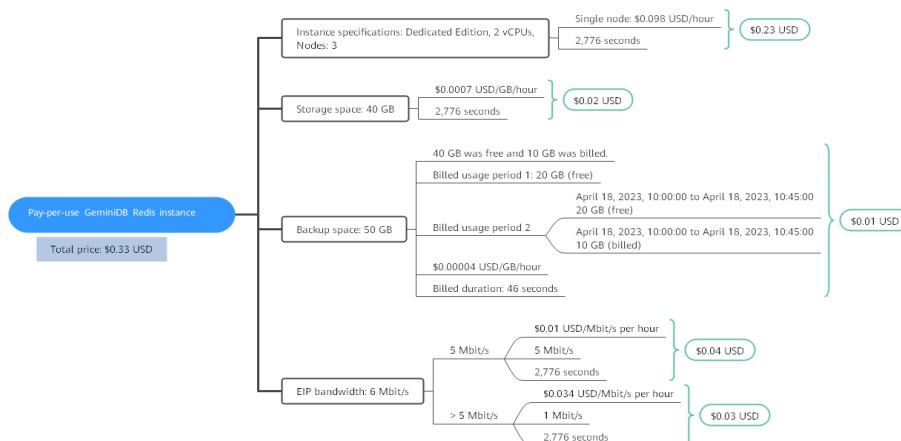 Pay-per-use GeminiDB Redis instance
Total price: $0.33 USD
Instance specifications: Dedicated Edition, 2 vCPUs,
Nodes: 3
Single node: $0.098 USD/hour
2,776 seconds
$0.23 USD
Storage space: 40 GB
$0.0007 USD/GB/hour
2,776 seconds
$0.02 USD
Backup space: 50 GB
40 GB was free and 10 GB was billed.
Billed usage period 1: 20 GB (free)
Billed usage period 2
April 18, 2023, 10:00:00 to April 18, 2023, 10:45:00
20 GB (free)
April 18, 2023, 10:00:00 to April 18, 2023, 10:45:00
10 GB (billed)
$0.00004 USD/GB/hour
Billed duration: 46 seconds
$0.01 USD
EIP bandwidth: 6 Mbit/s
5 Mbit/s
$0.01 USD/Mbit/s per hour
5 Mbit/s
2,776 seconds
$0.04 USD
> 5 Mbit/s
$0.034 USD/Mbit/s per hour
1 Mbit/s
2,776 seconds
$0.03 USD